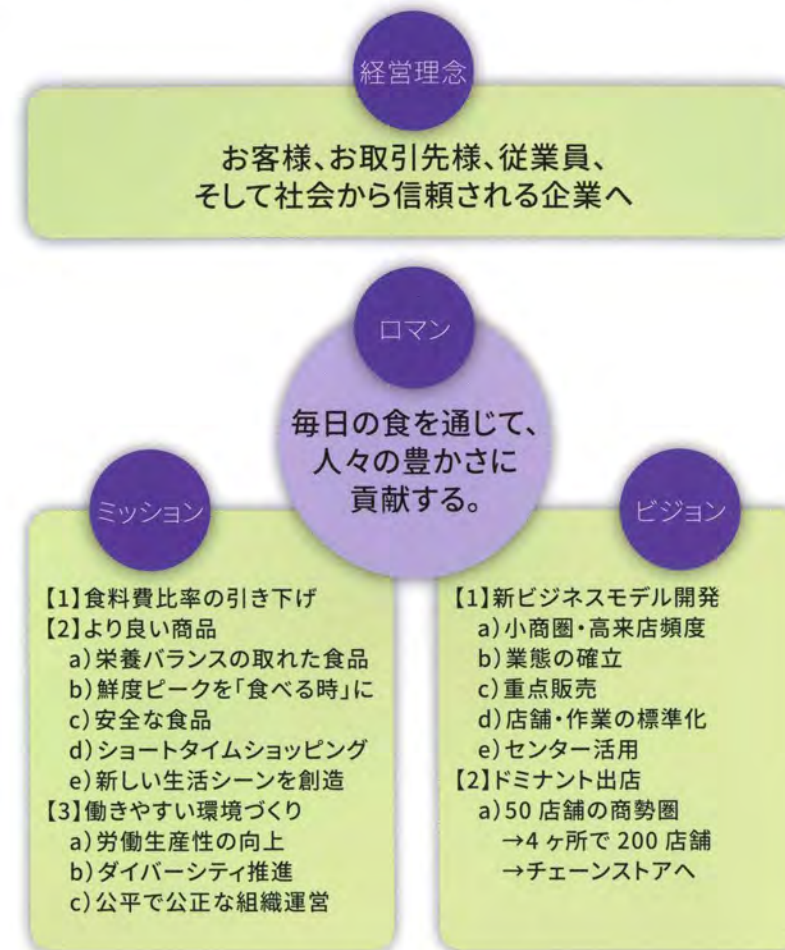 経営理念
お客様、お取引先様、従業員、
そして社会から信頼される企業へ
ロマン
毎日の食を通じて、
人々の豊かさに
貢献する。
ミッション
【1】食料費比率の引き下げ
【2】より良い商品
a)栄養バランスの取れた食品
b)鮮度ピークを「食べる時」に
c)安全な食品
d)ショートタイムショッピング
e)新しい生活シーンを創造
【3】働きやすい環境づくり
a)労働生産性の向上
b)ダイバーシティ推進
c)公平で公正な組織運営
ビジョン
【1】新ビジネスモデル開発
a)小商圏・高来店頻度
b)業態の確立
c)重点販売
d)店舗・作業の標準化
e)センター活用
【2】ドミナント出店
a)50 店舗の商勢圏
→4 ヶ所で 200 店舗
→チェーンストアへ